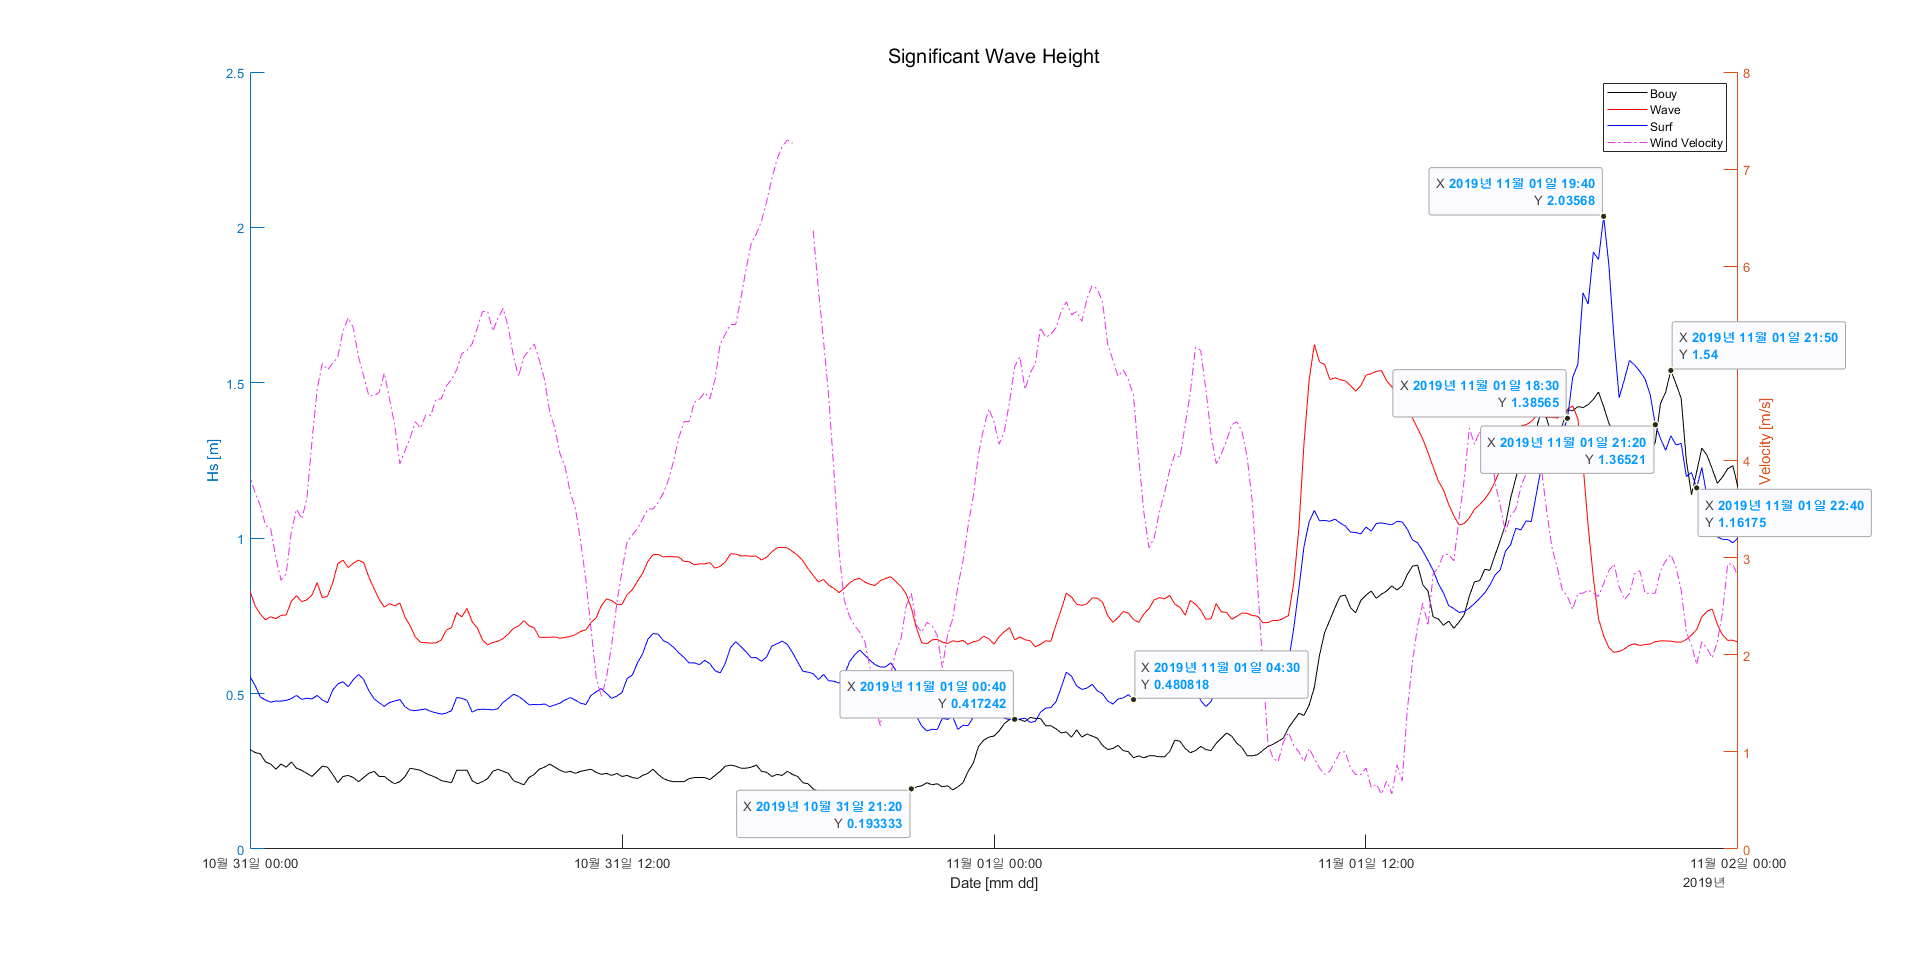 Significant Wave Height
2.5
2
1.5
1
0.5
0
Hs [m]
8
7
6
4
3
2
1
0
Velocity [m/s]
Bouy
Wave
Surf
Wind Velocity
X 2019년 11월 01일 19:40
Y 2.03568
X 2019년 11월 01일 21:50
Y 1.54
X 2019년 11월 01일 18:30
Y 1.38565
X 2019년 11월 01일 21:20
Y 1.36521
X 2019년 11월 01일 22:40
Y 1.16175
X 2019년 11월 01일 04:30
Y 0.480818
X 2019년 11월 01일 00:40
Y 0.417242
X 2019년 10월 31일 21:20
Y 0.193333
10월 31일 00:00
10월 31일 12:00
11월 01일 00:00
11월 01일 12:00
11월 02일 00:00
Date [mm dd]
2019년